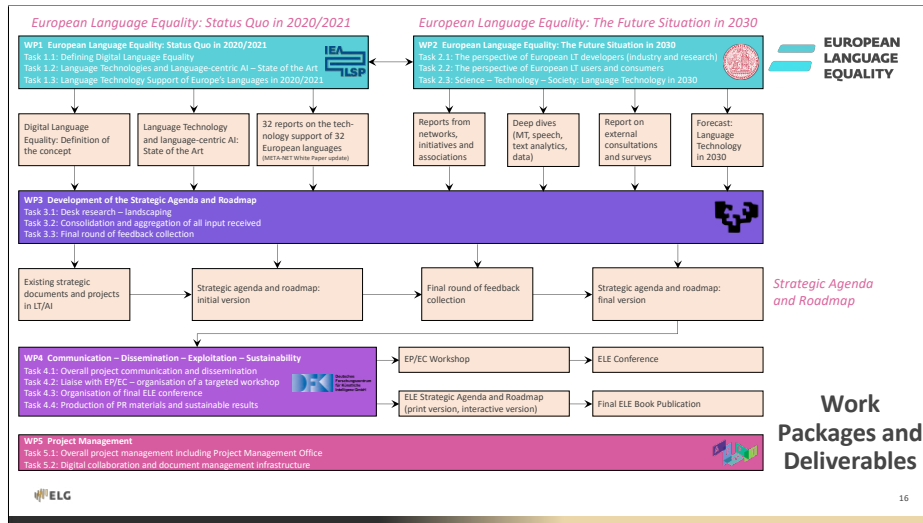 European Language Equality: Status Quo in 2020/2021
European Language Equality: The Future Situation in 2030
WP1 European Language Equality: Status Quo in 2020/2021
Task 1.1: Defining Digital Language Equality
Task 1.2: Language Technologies and Language-centric AI – State of the Art
Task 1.3: Language Technology Support of Europe's Languages in 2020/2021
IEA
ILSP
WP2 European Language Equality: The Future Situation in 2030
Task 2.1: The perspective of European LT developers (industry and research)
Task 2.2: The perspective of European LT users and consumers
Task 2.3: Science – Technology – Society: Language Technology in 2030
EUROPEAN
LANGUAGE
EQUALITY
Digital Language
Equality: Definition of
the concept
Language Technology
and language-centric AI:
State of the Art
32 reports on the tech-
nology support of 32
European languages
(META-NET White Paper update)
Reports from
networks,
initiatives and
associations
Deep dives
(MT, speech,
text analytics,
data)
Report on
external
consultations
and surveys
Forecast:
Language
Technology
in 2030
WP3 Development of the Strategic Agenda and Roadmap
Task 3.1: Desk research – landscaping
Task 3.2: Consolidation and aggregation of all input received
Task 3.3: Final round of feedback collection
Existing strategic
documents and projects
in LT/AI
Strategic agenda and roadmap:
initial version
Final round of feedback
collection
Strategic agenda and roadmap:
final version
Strategic Agenda
and Roadmap
WP4 Communication – Dissemination – Exploitation – Sustainability
Task 4.1: Overall project communication and dissemination
Task 4.2: Liaise with EP/EC – organisation of a targeted workshop
Task 4.3: Organisation of final ELE conference
Task 4.4: Production of PR materials and sustainable results
Deutsches
Forschungszentrum
für Künstliche
Intelligenz GmbH
EP/EC Workshop
ELE Conference
ELE Strategic Agenda and Roadmap
(print version, interactive version)
Final ELE Book Publication
Work
Packages and
Deliverables
WP5 Project Management
Task 5.1: Overall project management including Project Management Office
Task 5.2: Digital collaboration and document management infrastructure
ELG
16